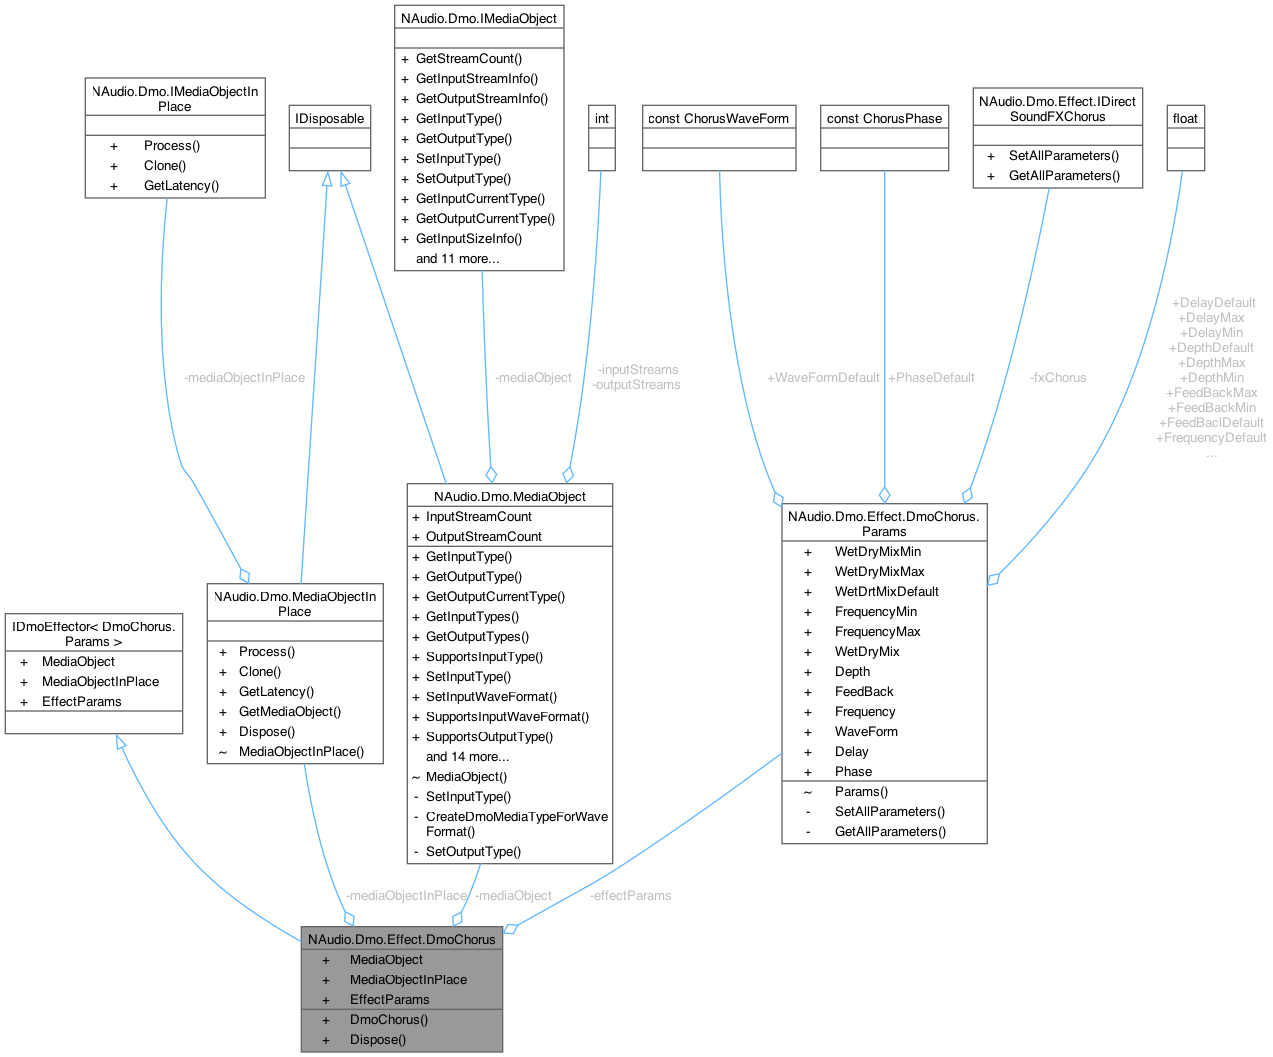 NAudio.Dmo.IMediaObject
+ GetStreamCount()
+ GetInputStreamInfo()
+ GetOutputStreamInfo()
+ GetInputType()
+ GetOutputType()
+ SetInputType()
+ SetOutputType()
+ GetInputCurrentType()
+ GetOutputCurrentType()
+ GetInputSizeInfo()
and 11 more...
NAudio.Dmo.IMediaObjectIn
Place
+ Process()
+ Clone()
+ GetLatency()
IDisposable
int
const ChorusWaveForm
const ChorusPhase
NAudio.Dmo.Effect.IDirect
SoundFXChorus
+ SetAllParameters()
+ GetAllParameters()
float
-mediaObjectInPlace
-mediaObject
-inputStreams
-outputStreams
+WaveFormDefault
+PhaseDefault
-fxChorus
+DelayDefault
+DelayMax
+DelayMin
+DepthDefault
+DepthMax
+DepthMin
+FeedBackMax
+FeedBackMin
+FeedBaclDefault
+FrequencyDefault
...
NAudio.Dmo.MediaObject
+ InputStreamCount
+ OutputStreamCount
+ GetInputType()
+ GetOutputType()
+ GetOutputCurrentType()
+ GetInputTypes()
+ GetOutputTypes()
+ SupportsInputType()
+ SetInputType()
+ SetInputWaveFormat()
+ SupportsInputWaveFormat()
+ SupportsOutputType()
and 14 more...
~ MediaObject()
- SetInputType()
- CreateDmoMediaTypeForWave
Format()
- SetOutputType()
NAudio.Dmo.Effect.DmoChorus.
Params
+ WetDryMixMin
+ WetDryMixMax
+ WetDrtMixDefault
+ FrequencyMin
+ FrequencyMax
+ WetDryMix
+ Depth
+ FeedBack
+ Frequency
+ WaveForm
+ Delay
+ Phase
~ Params()
- SetAllParameters()
- GetAllParameters()
NAudio.Dmo.MediaObjectIn
Place
+ Process()
+ Clone()
+ GetLatency()
+ GetMediaObject()
+ Dispose()
~ MediaObjectInPlace()
IDmoEffector< DmoChorus.
Params >
+ MediaObject
+ MediaObjectInPlace
+ EffectParams
-mediaObjectInPlace
-mediaObject
-effectParams
NAudio.Dmo.Effect.DmoChorus
+ MediaObject
+ MediaObjectInPlace
+ EffectParams
+ DmoChorus()
+ Dispose()